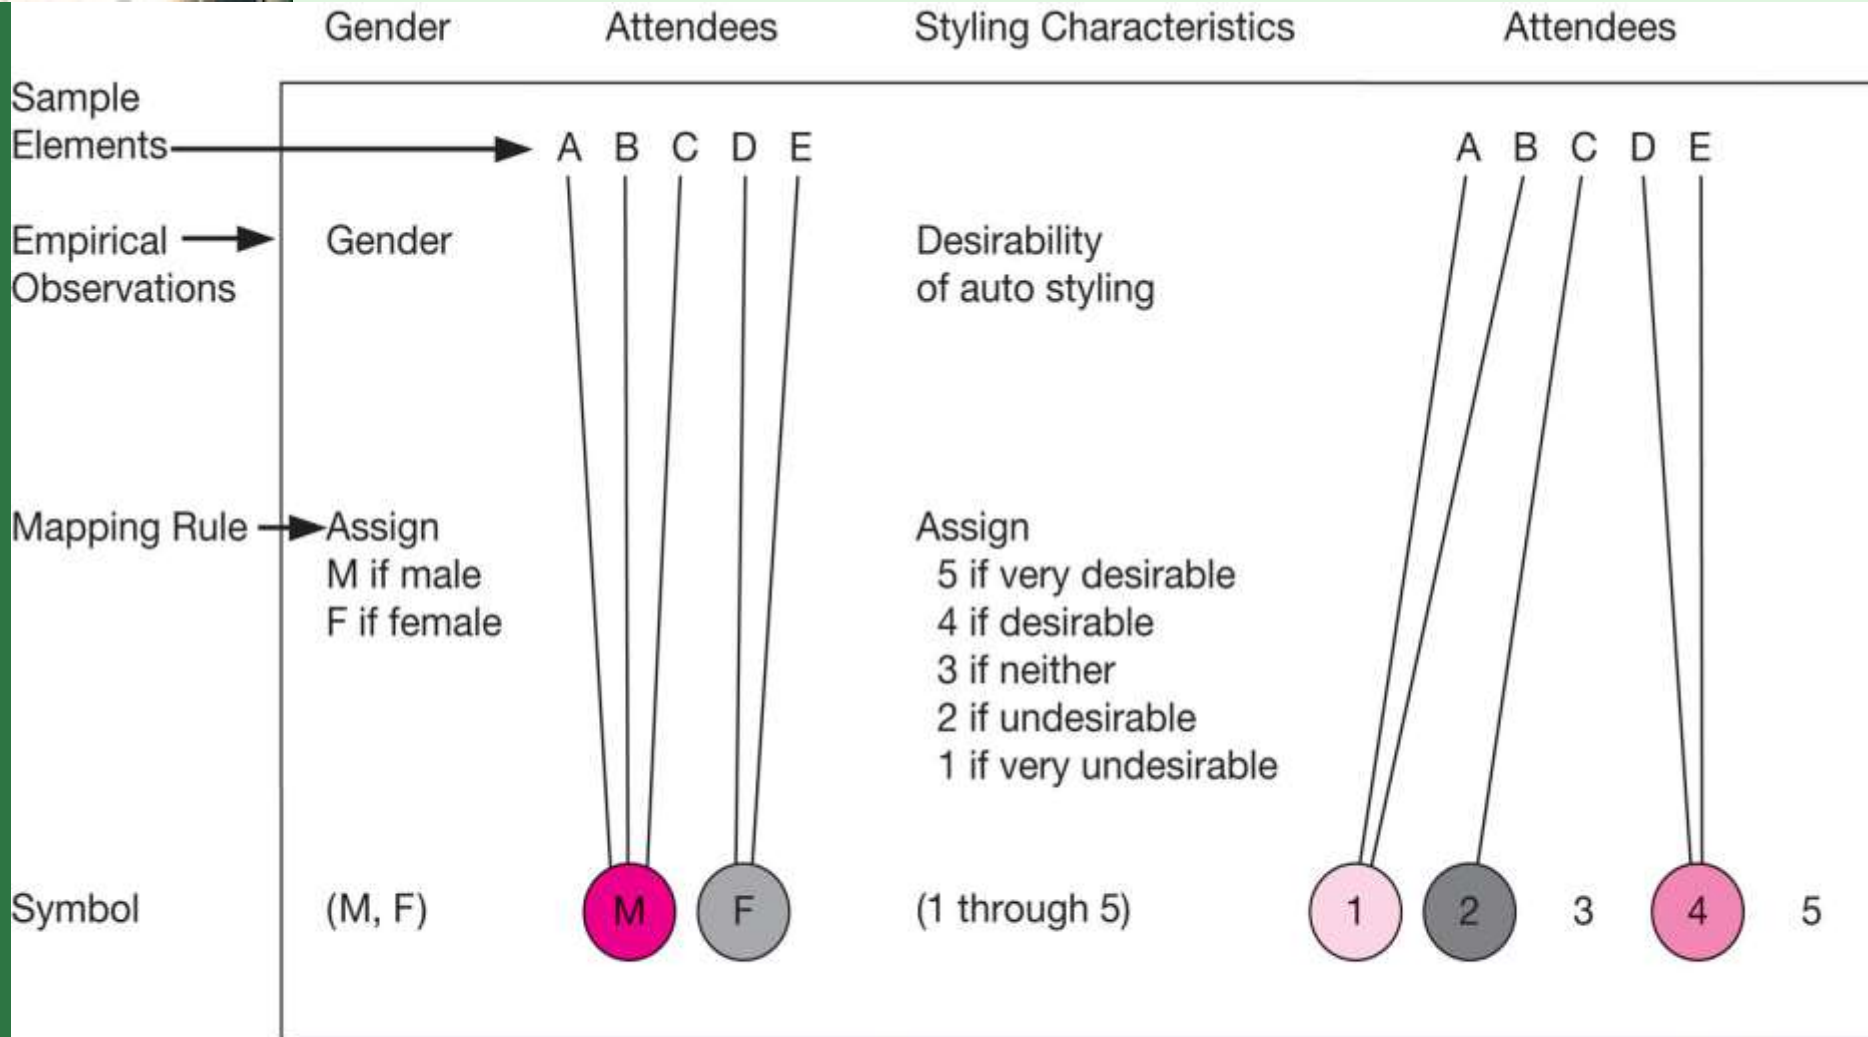 Gender Attendees Styling Characteristics Attendees
Sample
Elements A B C D E A B C D E
Empirical Gender Desirability
Observations of auto styling
Mapping Rule Assign Assign
M if male 5 if very desirable
F if female 4 if desirable
3 if neither
2 if undesirable
1 if very undesirable
Symbol (M, F) M F (1 through 5) 1 2 3 4 5